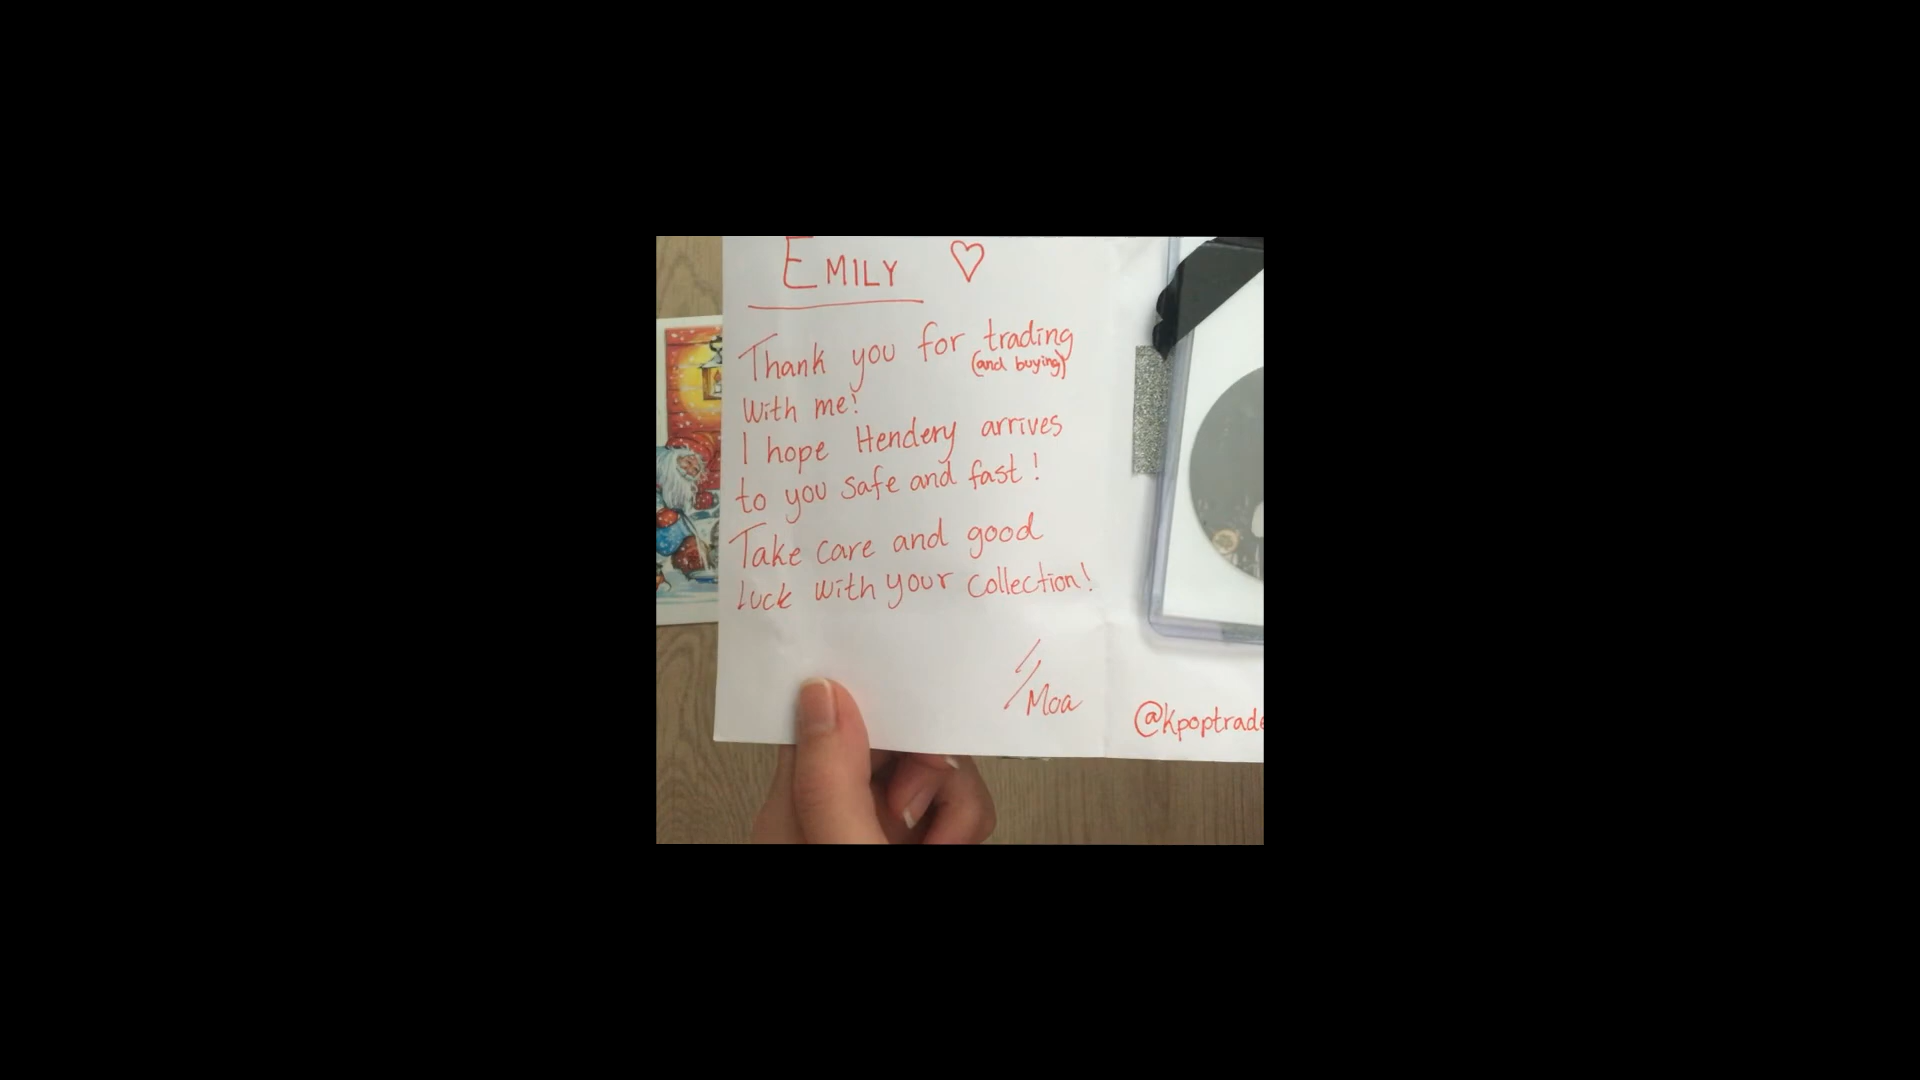 EMILY ♡
Thank you for trading
(and buying)
with me!
I hope Hendery arrives
to you safe and fast!
Take care and good
luck with your collection!
//Moa
@kpoptrade